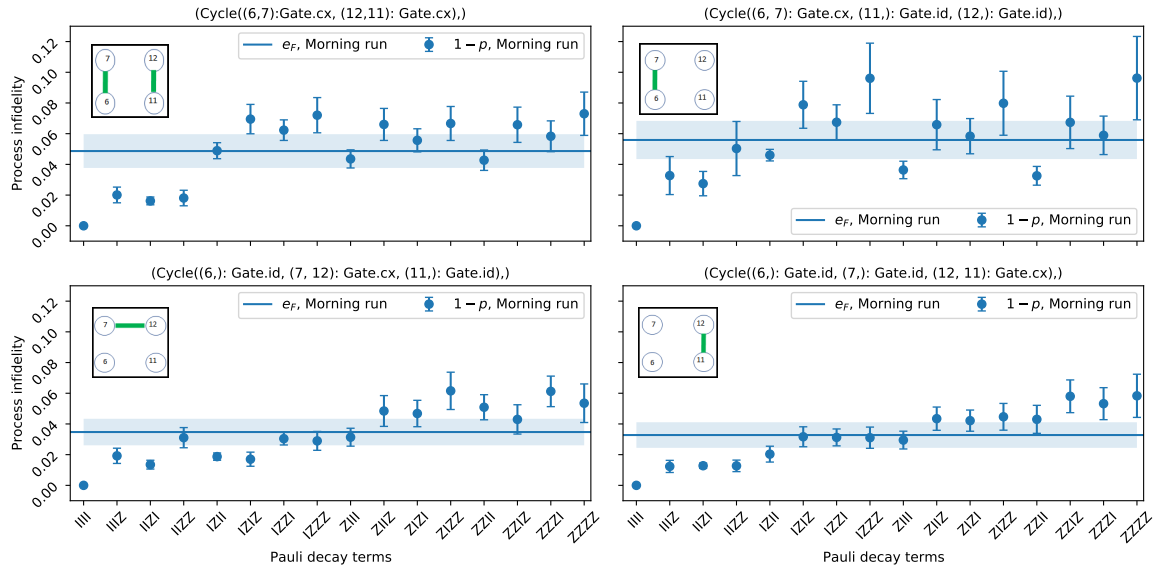 (Cycle((6,7):Gate.cx, (12,11): Gate.cx),)
(Cycle((6, 7): Gate.cx, (11,): Gate.id, (12,): Gate.id),)
Process infidelity
0.12
0.10
0.08
0.06
0.04
0.02
0.00
7 12
6 11
e_F, Morning run 1 − p, Morning run
7 12
6 11
e_F, Morning run 1 − p, Morning run
(Cycle((6,): Gate.id, (7, 12): Gate.cx, (11,): Gate.id),)
(Cycle((6,): Gate.id, (7,): Gate.id, (12, 11): Gate.cx),)
Process infidelity
0.12
0.10
0.08
0.06
0.04
0.02
0.00
7 12
6 11
e_F, Morning run 1 − p, Morning run
7 12
6 11
e_F, Morning run 1 − p, Morning run
IIII IIIZ IIZI IIZZ IZII IZIZ IZZI IZZZ ZIII ZIIZ ZIZI ZIZZ ZZII ZZIZ ZZZI ZZZZ
IIII IIIZ IIZI IIZZ IZII IZIZ IZZI IZZZ ZIII ZIIZ ZIZI ZIZZ ZZII ZZIZ ZZZI ZZZZ
Pauli decay terms
Pauli decay terms